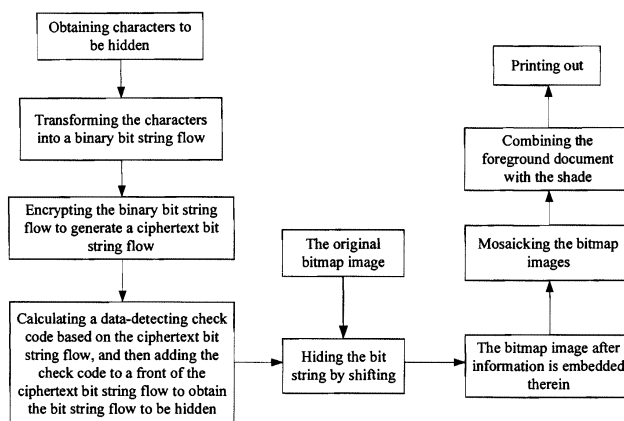 Obtaining characters to
be hidden
Transforming the characters
into a binary bit string flow
Encrypting the binary bit string
flow to generate a ciphertext bit
string flow
Calculating a data-detecting check
code based on the ciphertext bit
string flow, and then adding the
check code to a front of the
ciphertext bit string flow to obtain
the bit string flow to be hidden
The original
bitmap image
Hiding the bit
string by shifting
The bitmap image after
information is embedded
therein
Mosaicking the bitmap
images
Combining the
foreground document
with the shade
Printing out